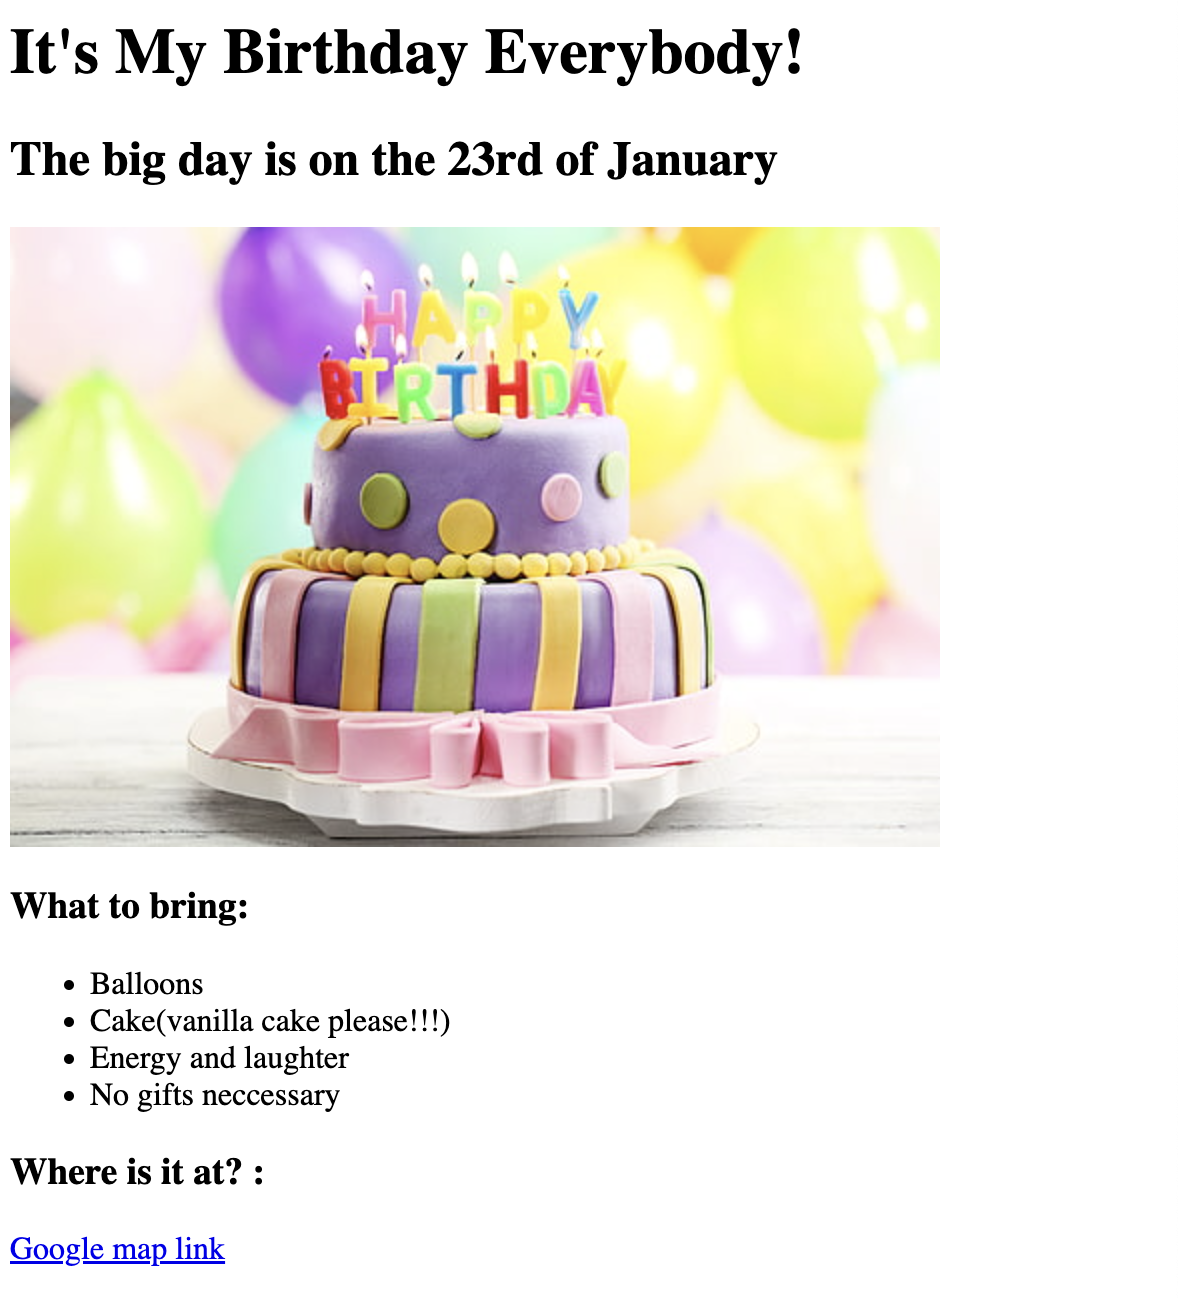 It's My Birthday Everybody!
The big day is on the 23rd of January
HAPPY
BIRTHDAY
What to bring:
Balloons
Cake(vanilla cake please!!!)
Energy and laughter
No gifts neccessary
Where is it at? :
Google map link